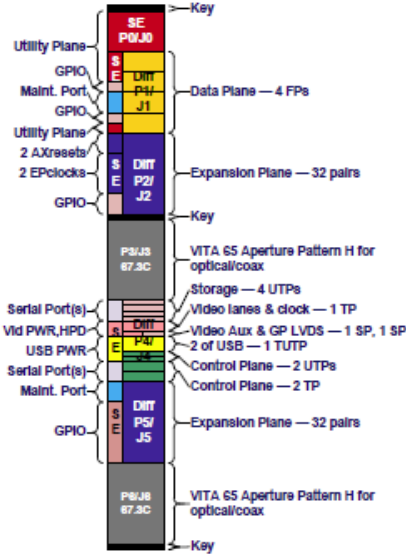 Key
SE
P0/J0
Utility Plane
S
E
Diff
P1/
J1
GPIO
Maint. Port
GPIO
Utility Plane
Data Plane — 4 FPs
2 AXresets
2 EPclocks
GPIO
S
E
Diff
P2/
J2
Expansion Plane — 32 pairs
Key
P3/J3
67.3C
VITA 65 Aperture Pattern H for
optical/coax
Storage — 4 UTPs
Serial Port(s)
Video lanes & clock — 1 TP
Vid PWR,HPD
S
E
Diff
P4/
J4
Video Aux & GP LVDS — 1 SP, 1 SP
USB PWR
2 of USB — 1 TUTP
Serial Port(s)
Control Plane — 2 UTPs
Maint. Port
Control Plane — 2 TP
GPIO
S
E
Diff
P5/
J5
Expansion Plane — 32 pairs
P6/J6
67.3C
VITA 65 Aperture Pattern H for
optical/coax
Key